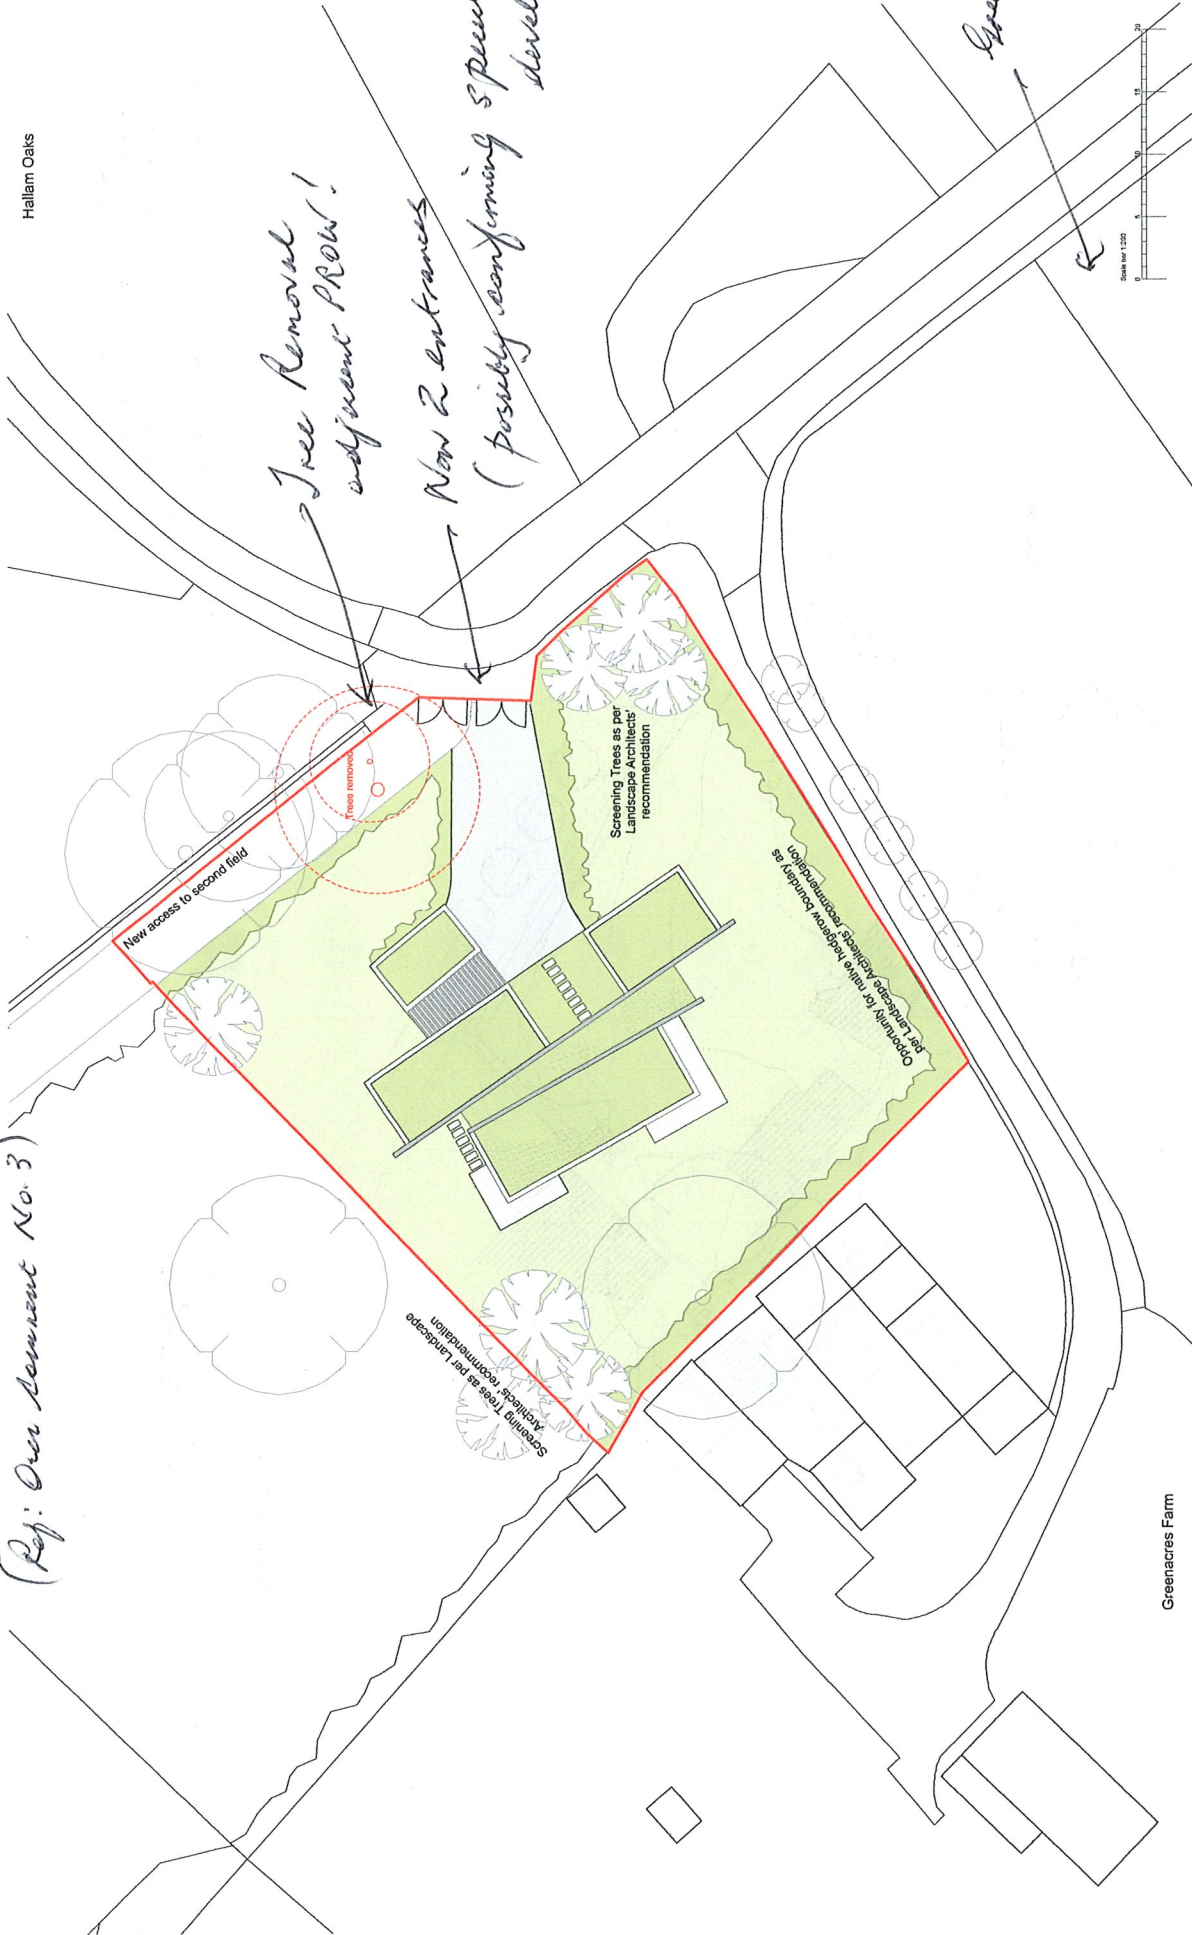 (Ref: Our comment No. 3)
Hallam Oaks
Tree Removal
adjacent PROW!
Now 2 entrances
(possibly confirming
New access to second field
Trees removed
Screening Trees as per
Landscape Architects'
recommendation
Opportunity for native hedgerow boundary as
per Landscape Architects' recommendation
Screening Trees as per Landscape
Architects' recommendation
Scale bar 1:200
0 5 10 15 20
Greenacres Farm